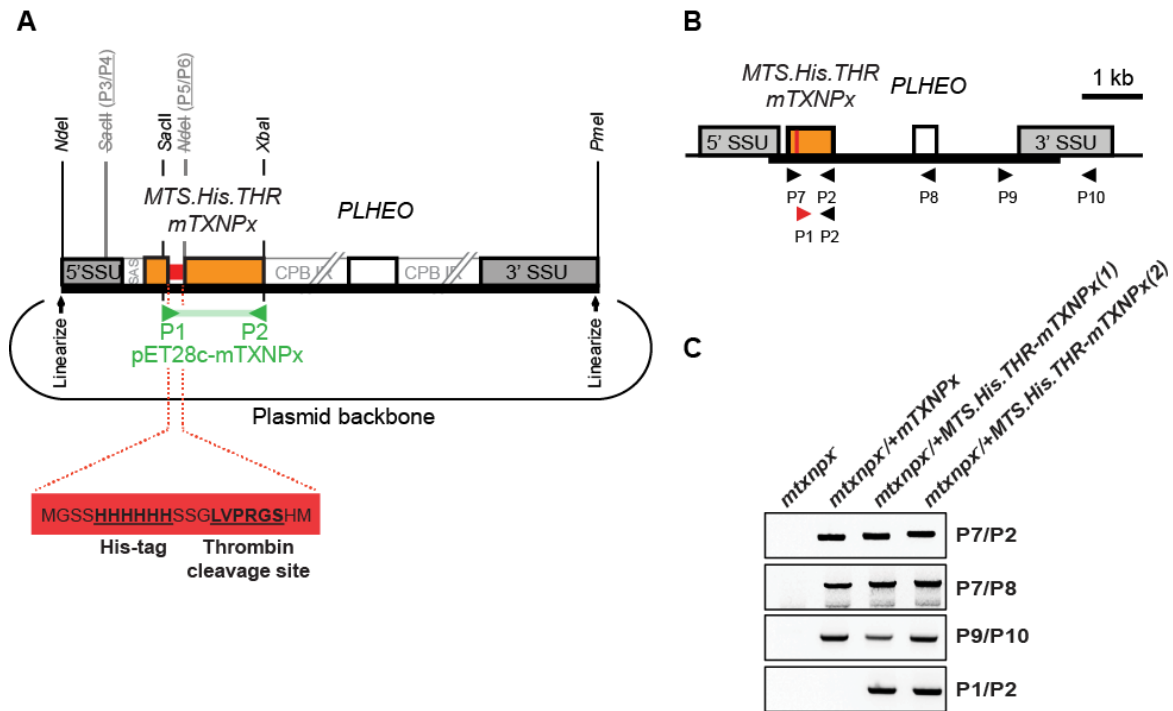 A
NdeI
SacII (P3/P4)
SacII
NdeI (P5/P6)
XbaI
PmeI
MTS.His.THR
mTXNPx
PLHEO
5'SSU
SAS
CPB IR
CPB IR
3' SSU
Linearize
P1
P2
pET28c-mTXNPx
Linearize
Plasmid backbone
MGSSHHHHHHSSGLVPRGSHM
His-tag
Thrombin
cleavage site
B
1 kb
MTS.His.THR
mTXNPx
PLHEO
5' SSU
3' SSU
P7
P2
P8
P9
P10
P1
P2
C
mtxnpx-
mtxnpx-/+mTXNPx
mtxnpx-/+MTS.His.THR-mTXNPx(1)
mtxnpx-/+MTS.His.THR-mTXNPx(2)
P7/P2
P7/P8
P9/P10
P1/P2